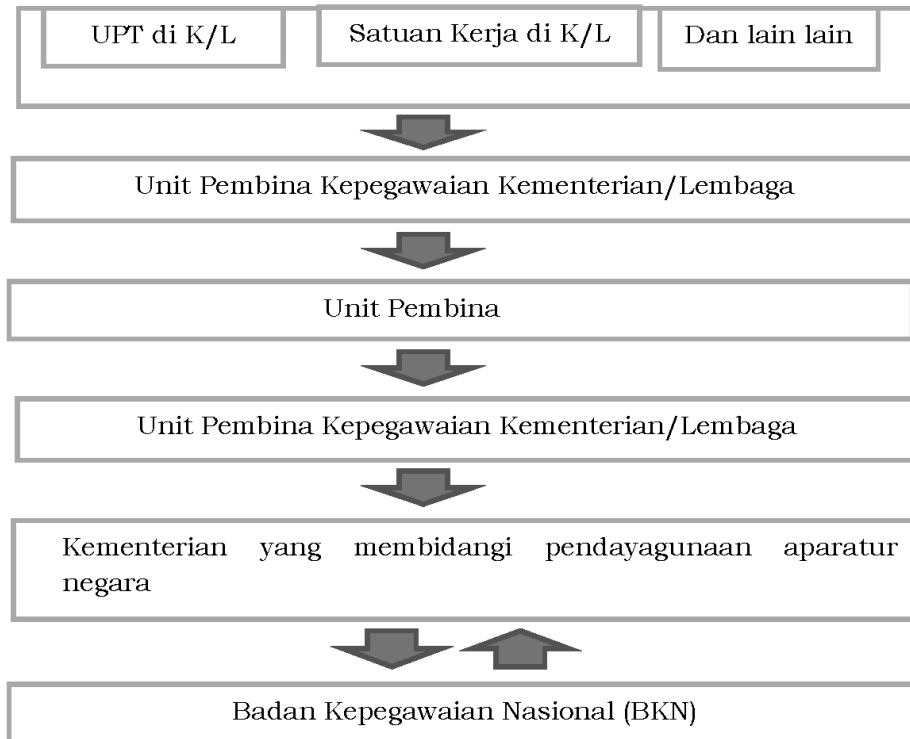 UPT di K/L
Satuan Kerja di K/L
Dan lain lain
Unit Pembina Kepegawaian Kementerian/Lembaga
Unit Pembina
Unit Pembina Kepegawaian Kementerian/Lembaga
Kementerian yang membidangi pendayagunaan aparatur
negara
Badan Kepegawaian Nasional (BKN)